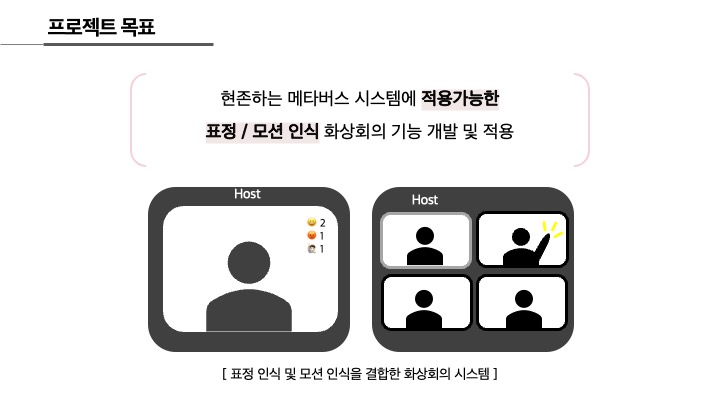 프로젝트 목표
현존하는 메타버스 시스템에 적용가능한
표정 / 모션 인식 화상회의 기능 개발 및 적용
Host
2
1
1
Host
[ 표정 인식 및 모션 인식을 결합한 화상회의 시스템 ]